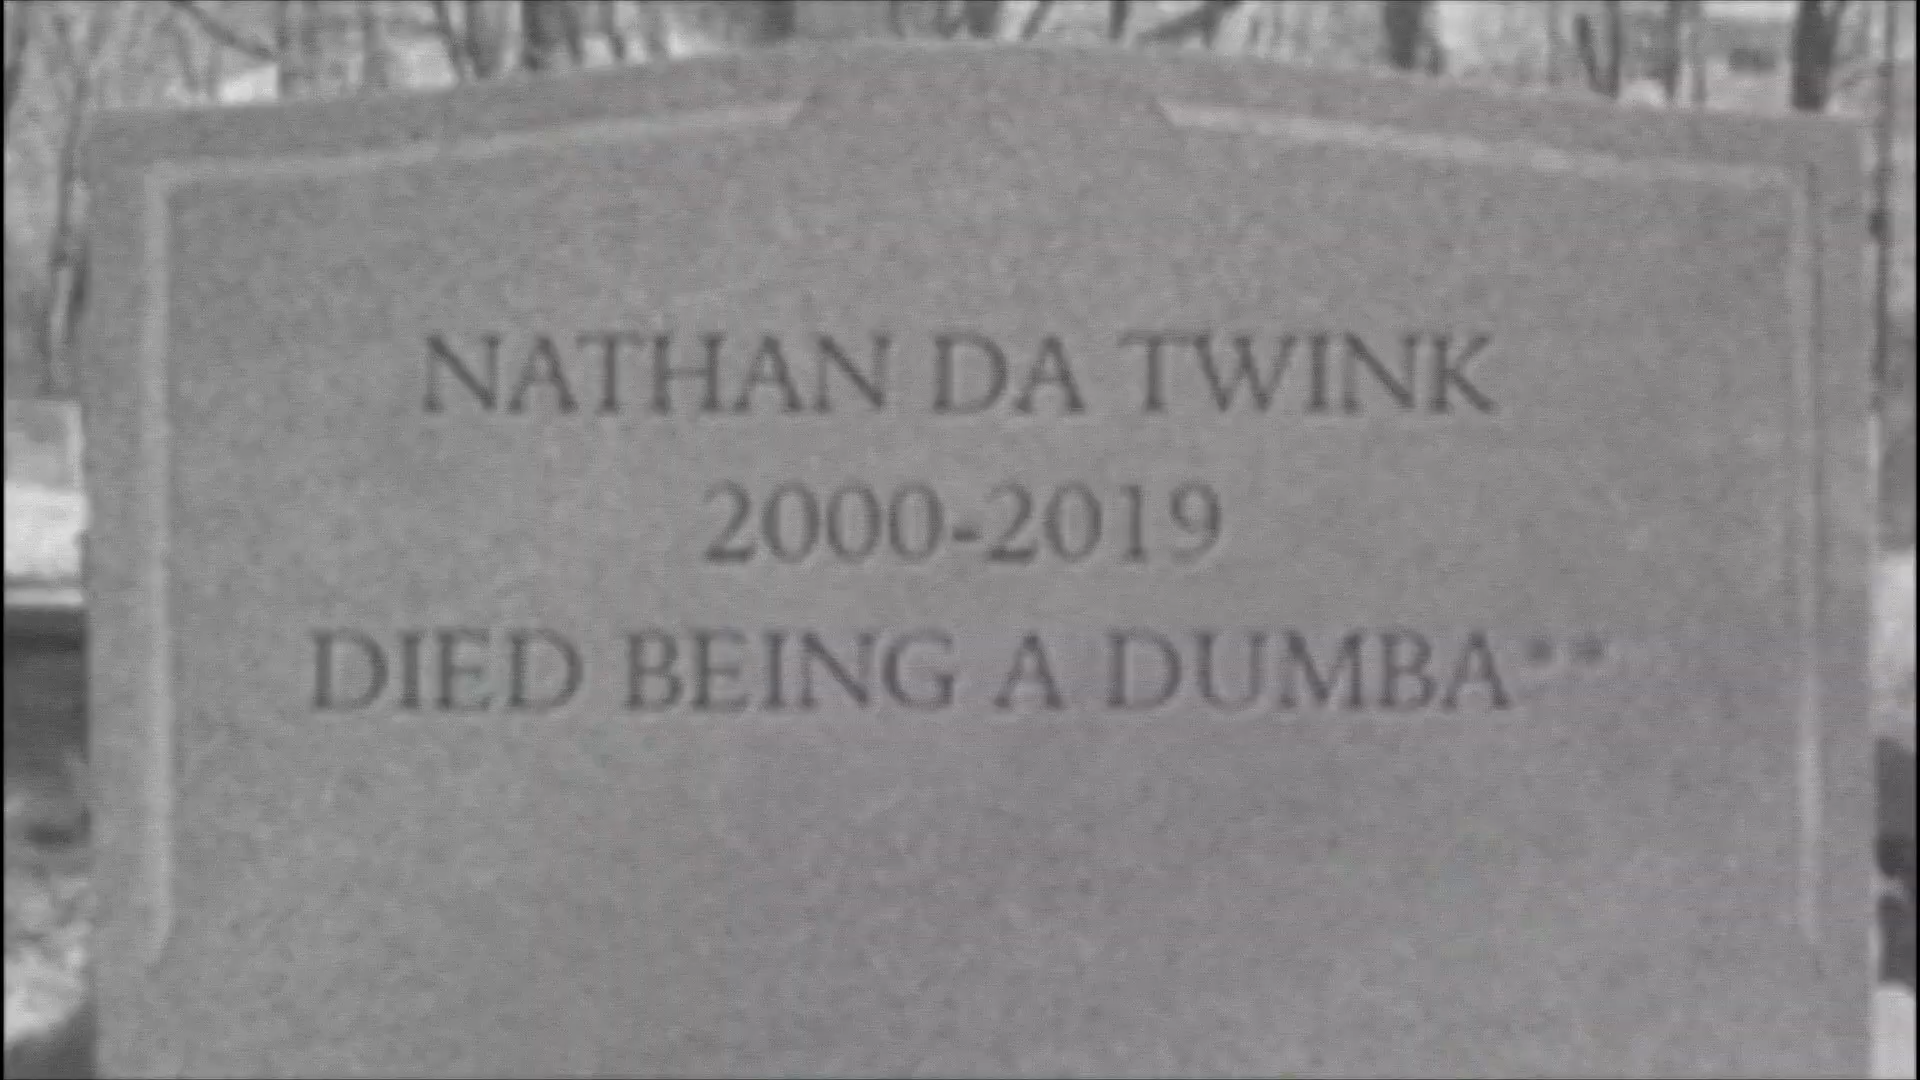 NATHAN DA TWINK
2000-2019
DIED BEING A DUMBA**